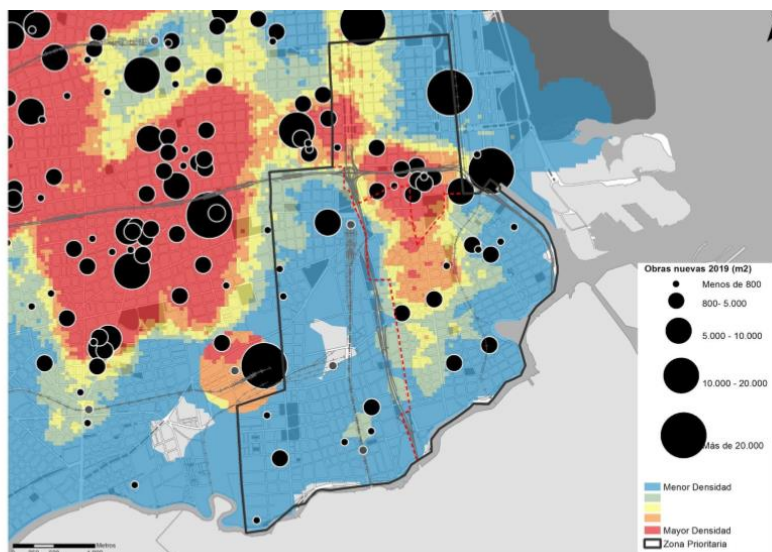 Obras nuevas 2019 (m2)
Menos de 800
800- 5.000
5.000 - 10.000
10.000 - 20.000
Más de 20.000
Menor Densidad
Mayor Densidad
Zona Prioritaria
Metros